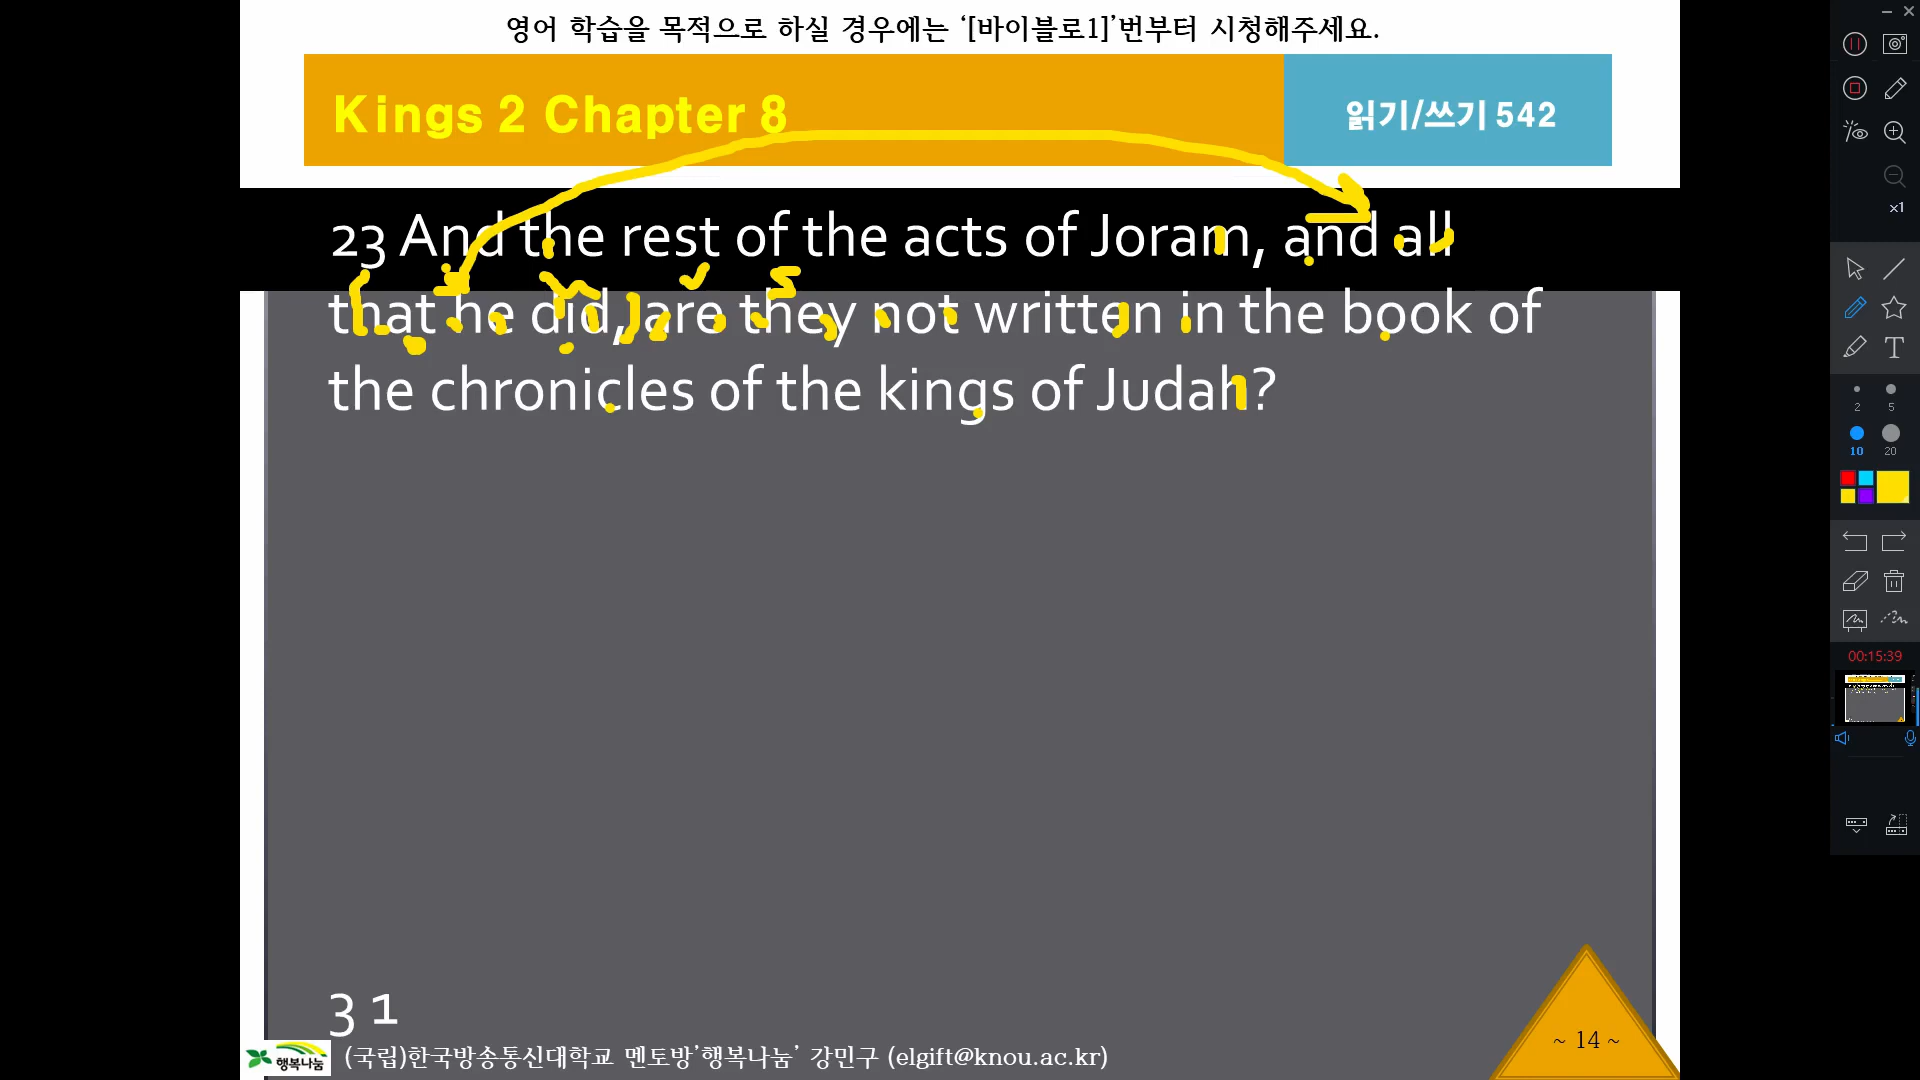 영어 학습을 목적으로 하실 경우에는 ‘[바이블로1]’번부터 시청해주세요.
Kings 2 Chapter 8
읽기/쓰기 542
23 And the rest of the acts of Joram, and all
that he did, are they not written in the book of
the chronicles of the kings of Judah?
3 1
행복나눔
(국립)한국방송통신대학교 멘토방’행복나눔’ 강민구 (elgift@knou.ac.kr)
~ 14 ~
x1
T
2 5
10 20
00:15:39